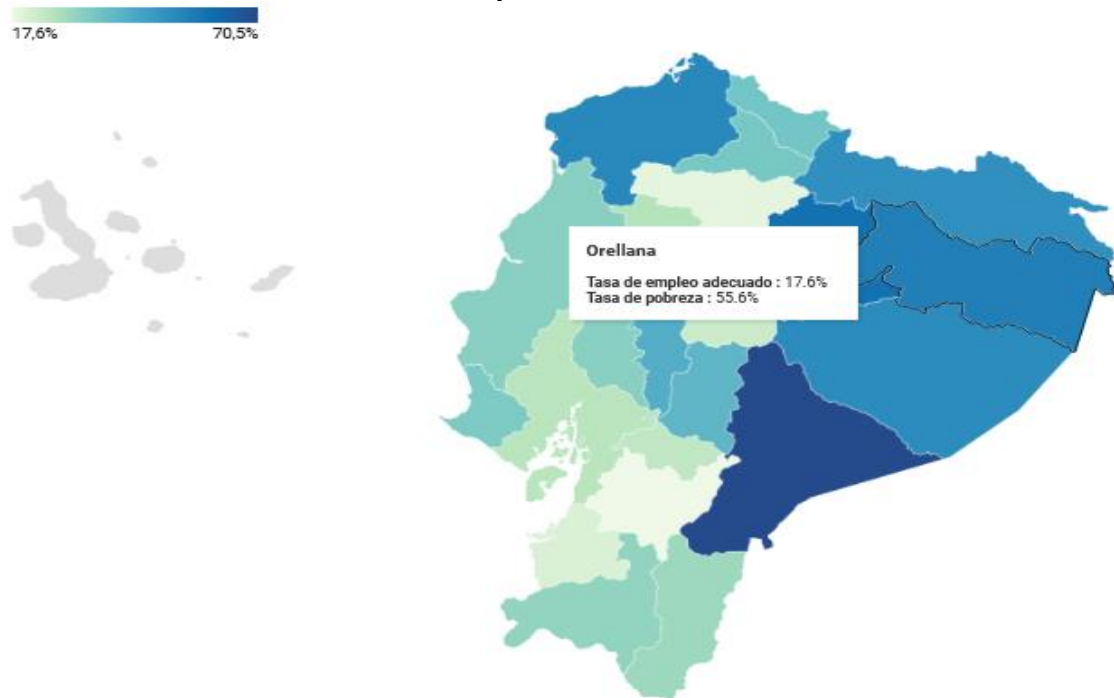 17,6% 70,5%
Orellana
Tasa de empleo adecuado : 17.6%
Tasa de pobreza : 55.6%